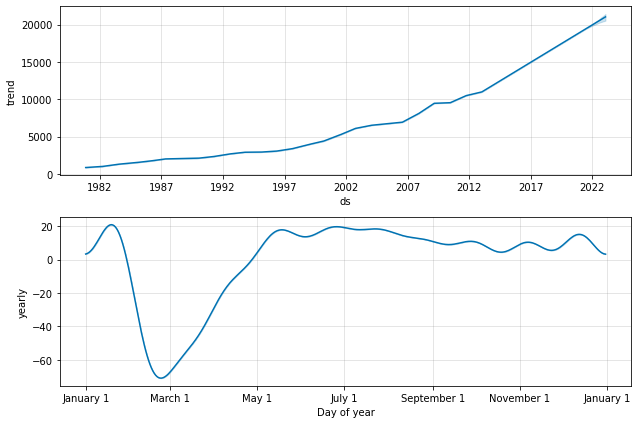 20000
15000
10000
5000
0
trend
1982 1987 1992 1997 2002 2007 2012 2017 2022
ds
20
0
−20
−40
−60
yearly
January 1 March 1 May 1 July 1 September 1 November 1 January 1
Day of year